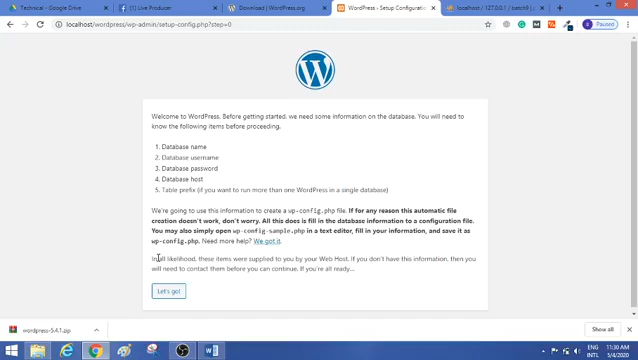 Technical - Google Drive
(1) Live Producer
Download | WordPress.org
WordPress › Setup Configuratio
localhost / 127.0.0.1 / batch9 | 
localhost/wordpress/wp-admin/setup-config.php?step=0
Paused
Welcome to WordPress. Before getting started, we need some information on the database. You will need to
know the following items before proceeding.
1. Database name
2. Database username
3. Database password
4. Database host
5. Table prefix (if you want to run more than one WordPress in a single database)
We're going to use this information to create a wp-config.php file. If for any reason this automatic file
creation doesn't work, don't worry. All this does is fill in the database information to a configuration file.
You may also simply open wp-config-sample.php in a text editor, fill in your information, and save it as
wp-config.php. Need more help? We got it.
In all likelihood, these items were supplied to you by your Web Host. If you don't have this information, then you
will need to contact them before you can continue. If you're all ready...
Let's go!
wordpress-5.4.1.zip
Show all
ENG
INTL
11:30 AM
5/4/2020